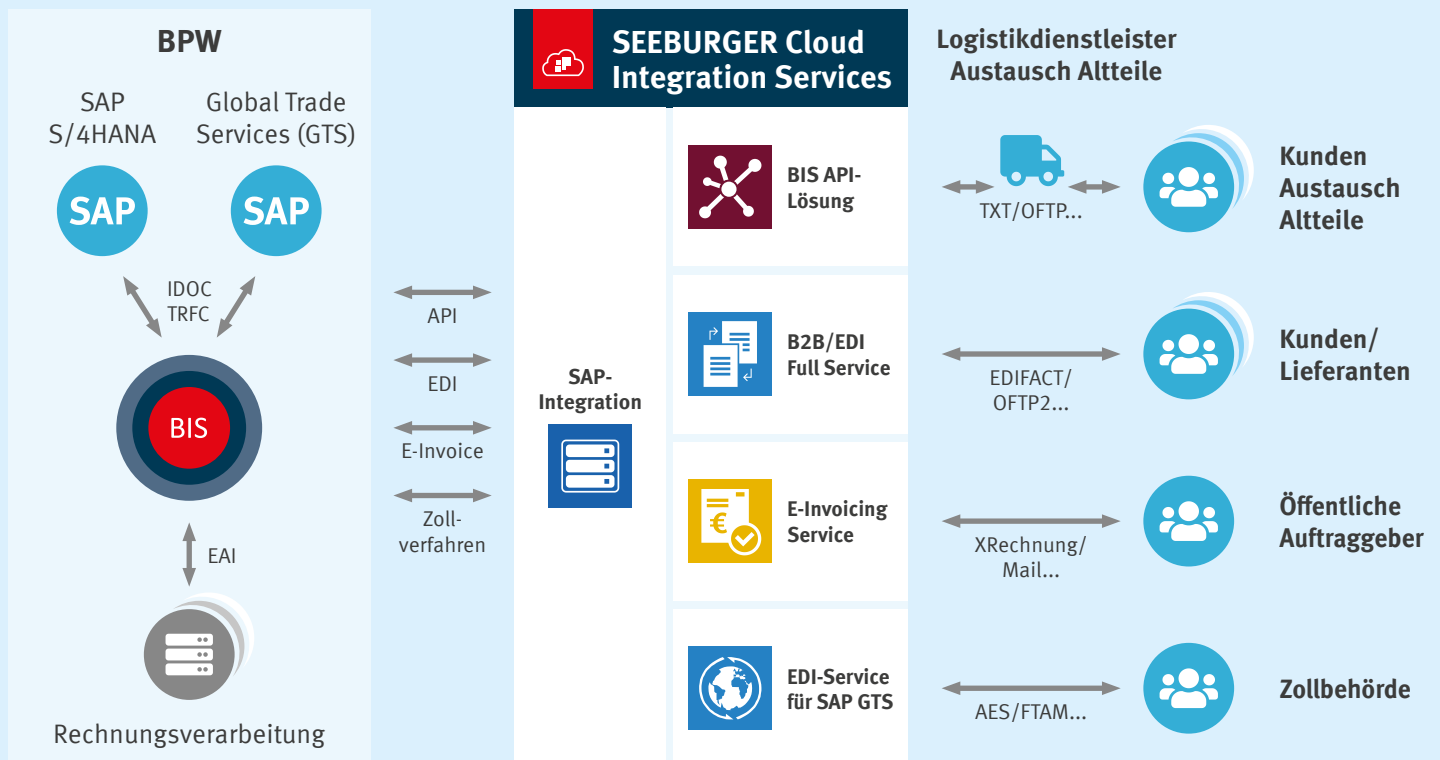 BPW
SAP
S/4HANA
Global Trade
Services (GTS)
SAP
SAP
IDOC
TRFC
BIS
EAI
Rechnungsverarbeitung
API
EDI
E-Invoice
Zoll-
verfahren
SEEBURGER Cloud
Integration Services
SAP-
Integration
BIS API-
Lösung
B2B/EDI
Full Service
€
E-Invoicing
Service
EDI-Service
für SAP GTS
Logistikdienstleister
Austausch Altteile
TXT/OFTP...
Kunden
Austausch
Altteile
EDIFACT/
OFTP2...
Kunden/
Lieferanten
XRechnung/
Mail...
Öffentliche
Auftraggeber
AES/FTAM...
Zollbehörde